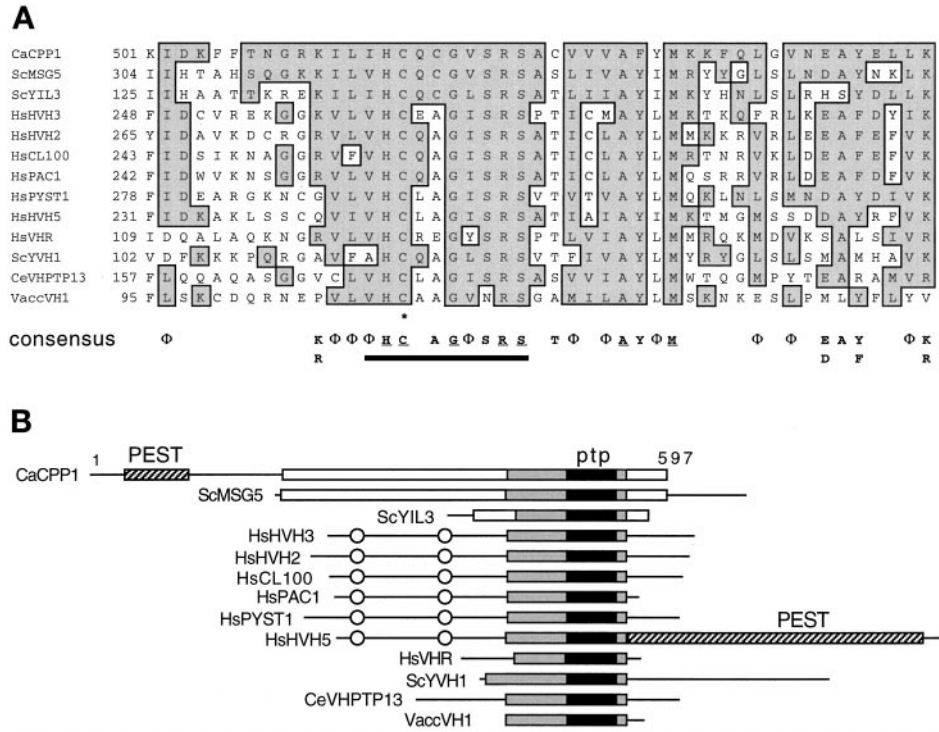 A
CaCPP1 501 K I D K F F T N G R K I L I H C Q C G V S R S A C V V V A F Y M K K F Q L G V N E A Y E L L K
ScMSG5 304 I I H T A H S Q G K K I L V H C Q C G V S R S A S L I V A Y I M R Y Y G L S L N D A Y N K L K
ScYIL3 125 I I H A A T T K R E K I L I H C Q C G L S R S A T L I I A Y I M K Y H N L S L R H S Y D L L K
HsHVH3 248 F I D C V R E K G G K V L V H C E A G I S R S P T I C M A Y L M K T K Q F R L K E A F D Y I K
HsHVH2 265 Y I D A V K D C R G R V L V H C Q A G I S R S A T I C L A Y L M M K K R V R L E E A F E F V K
HsCL100 243 F I D S I K N A G G R V F V H C Q A G I S R S A T I C L A Y L M R T N R V K L D E A F E F V K
HsPAC1 242 F I D W V K N S G G R V L V H C Q A G I S R S A T I C L A Y L M Q S R R V R L D E A F D F V K
HsPYST1 278 F I D E A R G K N C G V L V H C L A G I S R S V T V T V A Y L M Q K L N L S M N D A Y D I V K
HsHVH5 231 F I D K A K L S S C Q V I V H C L A G I S R S A T I A I A Y I M K T M G M S S D D A Y R F V K
HsVHR 109 I D Q A L A Q K N G R V L V H C R E G Y S R S P T L V I A Y L M M R Q K M D V K S A L S I V R
ScYVH1 102 V D F K K K P Q R G A V F A H C Q A G L S R S V T F I V A Y L M Y R Y G L S L S M A M H A V K
CeVHPTP13 157 F L Q Q A Q A S G G V C L V H C L A G I S R S A S V A I A Y L M W T Q G M P Y T E A R A M V R
VaccVH1 95 F L S K C D Q R N E P V L V H C A A G V N R S G A M I L A Y L M S K N K E S L P M L Y F L Y V
*
consensus Φ K Φ Φ Φ H C A G Φ S R S T Φ Φ A Y M Φ Φ E A Y Φ K
R D F R
B
1 PEST ptp 597
CaCPP1
ScMSG5
ScYIL3
HsHVH3
HsHVH2
HsCL100
HsPAC1
HsPYST1
PEST
HsHVH5
HsVHR
ScYVH1
CeVHPTP13
VaccVH1